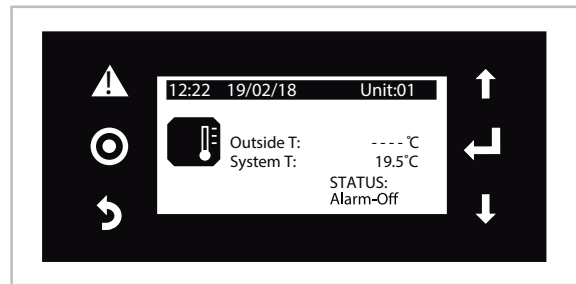 12:22 19/02/18 Unit:01
Outside T: - - - - °C
System T: 19.5°C
STATUS:
Alarm-Off